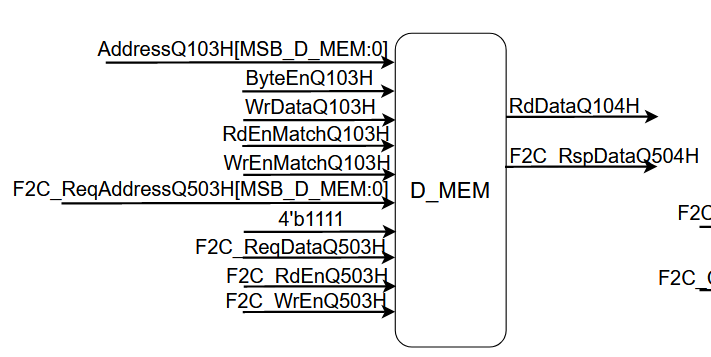 AddressQ103H[MSB_D_MEM:0]
ByteEnQ103H
WrDataQ103H
RdEnMatchQ103H
WrEnMatchQ103H
F2C_ReqAddressQ503H[MSB_D_MEM:0]
4'b1111
F2C_ReqDataQ503H
F2C_RdEnQ503H
F2C_WrEnQ503H
D_MEM
RdDataQ104H
F2C_RspDataQ504H